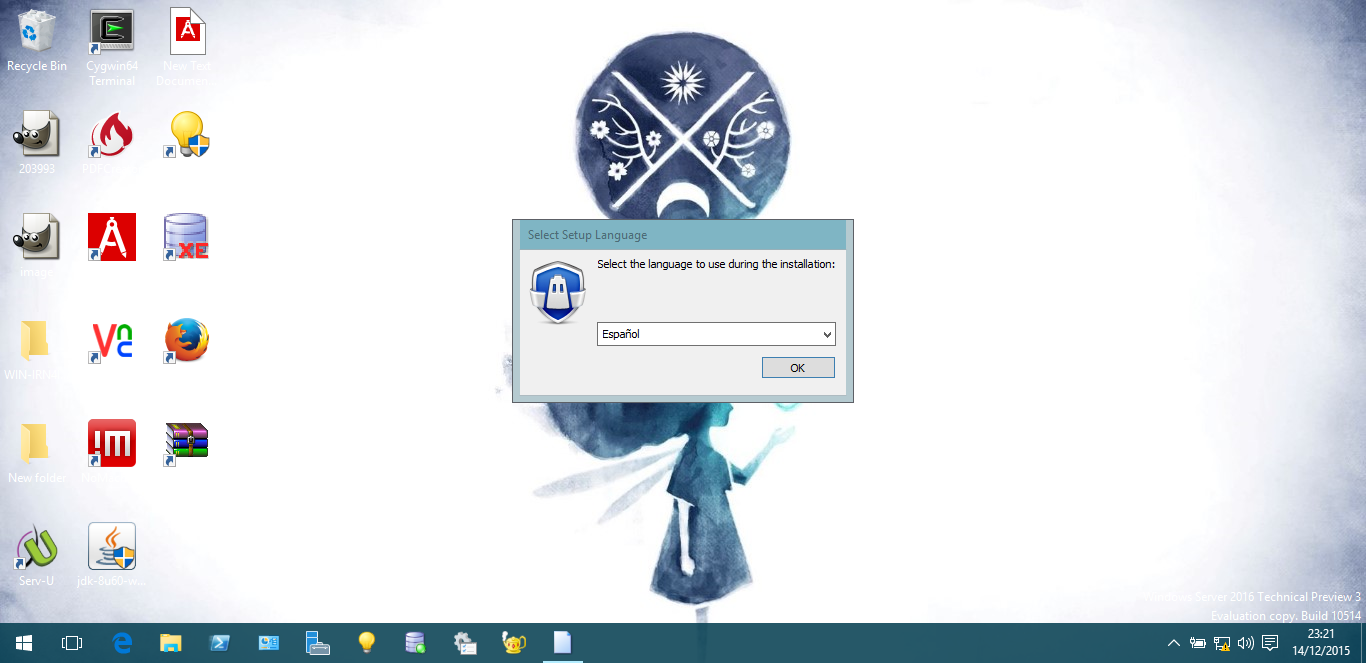 Recycle Bin
Cygwin64
Terminal
New Text
Documen...
203993
image
New folder
Serv-U
jdk-8u60-w...
XE
Select Setup Language
Select the language to use during the installation:
Español
OK
Server 2016 Technical Preview 3
Evaluation copy. Build 10514
23:21
14/12/2015